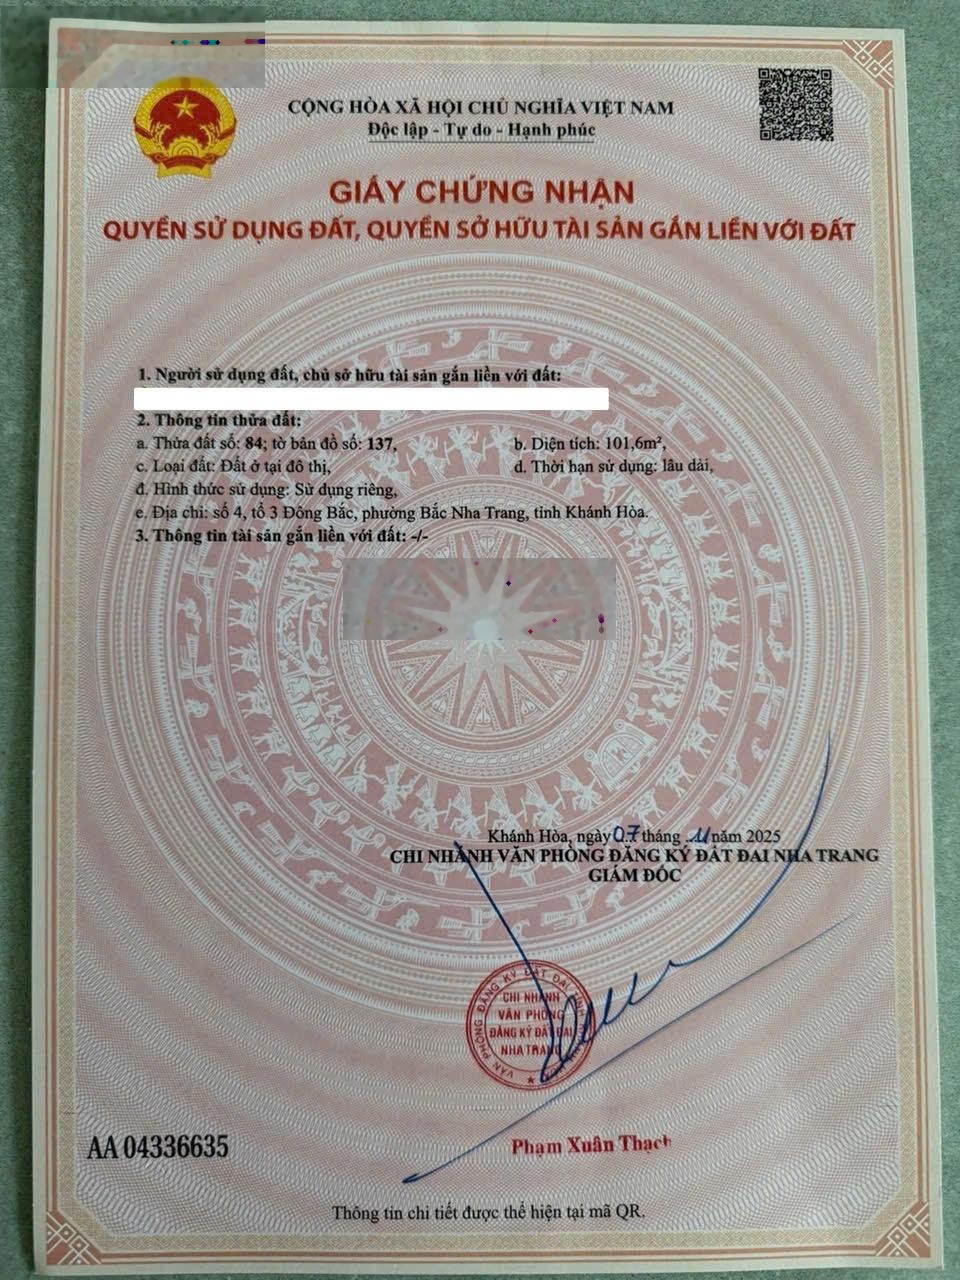 CỘNG HÒA XÃ HỘI CHỦ NGHĨA VIỆT NAM
Độc lập - Tự do - Hạnh phúc
GIẤY CHỨNG NHẬN
QUYỀN SỬ DỤNG ĐẤT, QUYỀN SỞ HỮU TÀI SẢN GẮN LIỀN VỚI ĐẤT
1. Người sử dụng đất, chủ sở hữu tài sản gắn liền với đất:
2. Thông tin thửa đất:
a. Thửa đất số: 84; tờ bản đồ số: 137, b. Diện tích: 101,6m²,
c. Loại đất: Đất ở tại đô thị, d. Thời hạn sử dụng: lâu dài,
đ. Hình thức sử dụng: Sử dụng riêng,
e. Địa chỉ: số 4, tổ 3 Đông Bắc, phường Bắc Nha Trang, tỉnh Khánh Hòa.
3. Thông tin tài sản gắn liền với đất: -/-
Khánh Hòa, ngày 07 tháng 11 năm 2025
CHI NHÁNH VĂN PHÒNG ĐĂNG KÝ ĐẤT ĐAI NHA TRANG
GIÁM ĐỐC
VĂN PHÒNG ĐĂNG KÝ ĐẤT ĐAI TỈNH
CHI NHÁNH
VĂN PHÒNG
ĐĂNG KÝ ĐẤT ĐAI
NHA TRANG
AA 04336635
Phạm Xuân Thạch
Thông tin chi tiết được thể hiện tại mã QR.